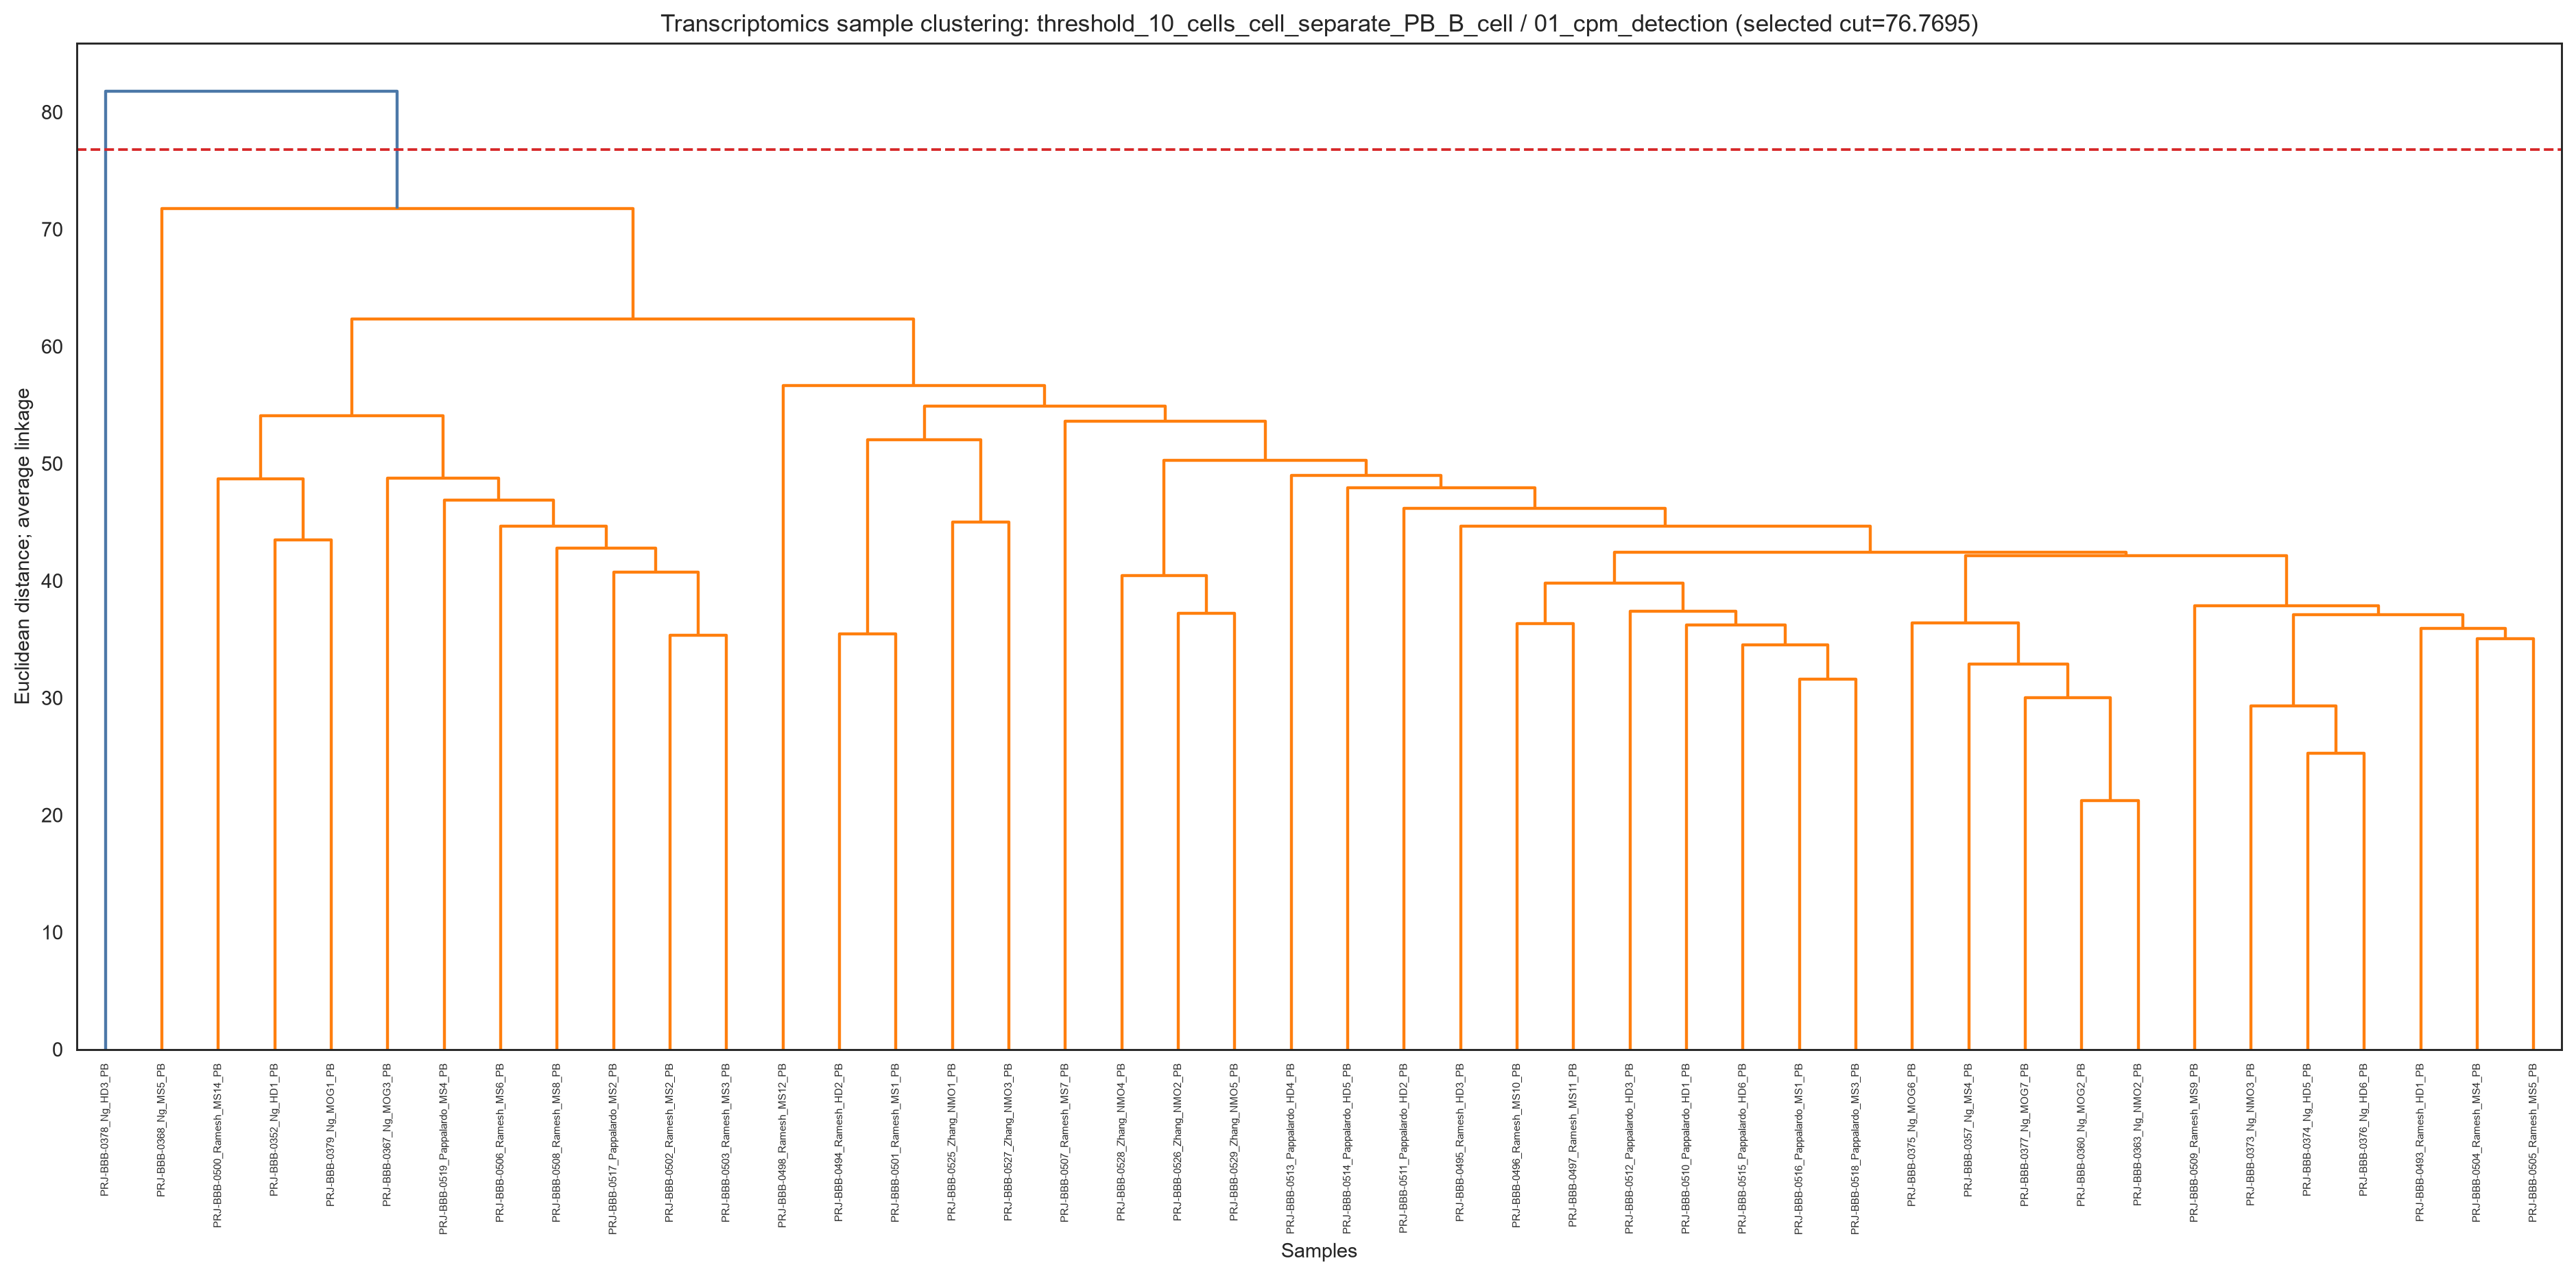 Transcriptomics sample clustering: threshold_10_cells_cell_separate_PB_B_cell / 01_cpm_detection (selected cut=76.7695)
80
70
60
50
40
30
20
10
0
Euclidean distance; average linkage
PRJ-BBB-0378_Ng_HD3_PB
PRJ-BBB-0368_Ng_MS5_PB
PRJ-BBB-0500_Ramesh_MS14_PB
PRJ-BBB-0352_Ng_HD1_PB
PRJ-BBB-0379_Ng_MOG1_PB
PRJ-BBB-0367_Ng_MOG3_PB
PRJ-BBB-0519_Pappalardo_MS4_PB
PRJ-BBB-0506_Ramesh_MS6_PB
PRJ-BBB-0508_Ramesh_MS8_PB
PRJ-BBB-0517_Pappalardo_MS2_PB
PRJ-BBB-0502_Ramesh_MS2_PB
PRJ-BBB-0503_Ramesh_MS3_PB
PRJ-BBB-0498_Ramesh_MS12_PB
PRJ-BBB-0494_Ramesh_HD2_PB
PRJ-BBB-0501_Ramesh_MS1_PB
PRJ-BBB-0525_Zhang_NMO1_PB
PRJ-BBB-0527_Zhang_NMO3_PB
PRJ-BBB-0507_Ramesh_MS7_PB
PRJ-BBB-0528_Zhang_NMO4_PB
PRJ-BBB-0526_Zhang_NMO2_PB
PRJ-BBB-0529_Zhang_NMO5_PB
PRJ-BBB-0513_Pappalardo_HD4_PB
PRJ-BBB-0514_Pappalardo_HD5_PB
PRJ-BBB-0511_Pappalardo_HD2_PB
PRJ-BBB-0495_Ramesh_HD3_PB
PRJ-BBB-0496_Ramesh_MS10_PB
PRJ-BBB-0497_Ramesh_MS11_PB
PRJ-BBB-0512_Pappalardo_HD3_PB
PRJ-BBB-0510_Pappalardo_HD1_PB
PRJ-BBB-0515_Pappalardo_HD6_PB
PRJ-BBB-0516_Pappalardo_MS1_PB
PRJ-BBB-0518_Pappalardo_MS3_PB
PRJ-BBB-0375_Ng_MOG6_PB
PRJ-BBB-0357_Ng_MS4_PB
PRJ-BBB-0377_Ng_MOG7_PB
PRJ-BBB-0360_Ng_MOG2_PB
PRJ-BBB-0363_Ng_NMO2_PB
PRJ-BBB-0509_Ramesh_MS9_PB
PRJ-BBB-0373_Ng_NMO3_PB
PRJ-BBB-0374_Ng_HD5_PB
PRJ-BBB-0376_Ng_HD6_PB
PRJ-BBB-0493_Ramesh_HD1_PB
PRJ-BBB-0504_Ramesh_MS4_PB
PRJ-BBB-0505_Ramesh_MS5_PB
Samples